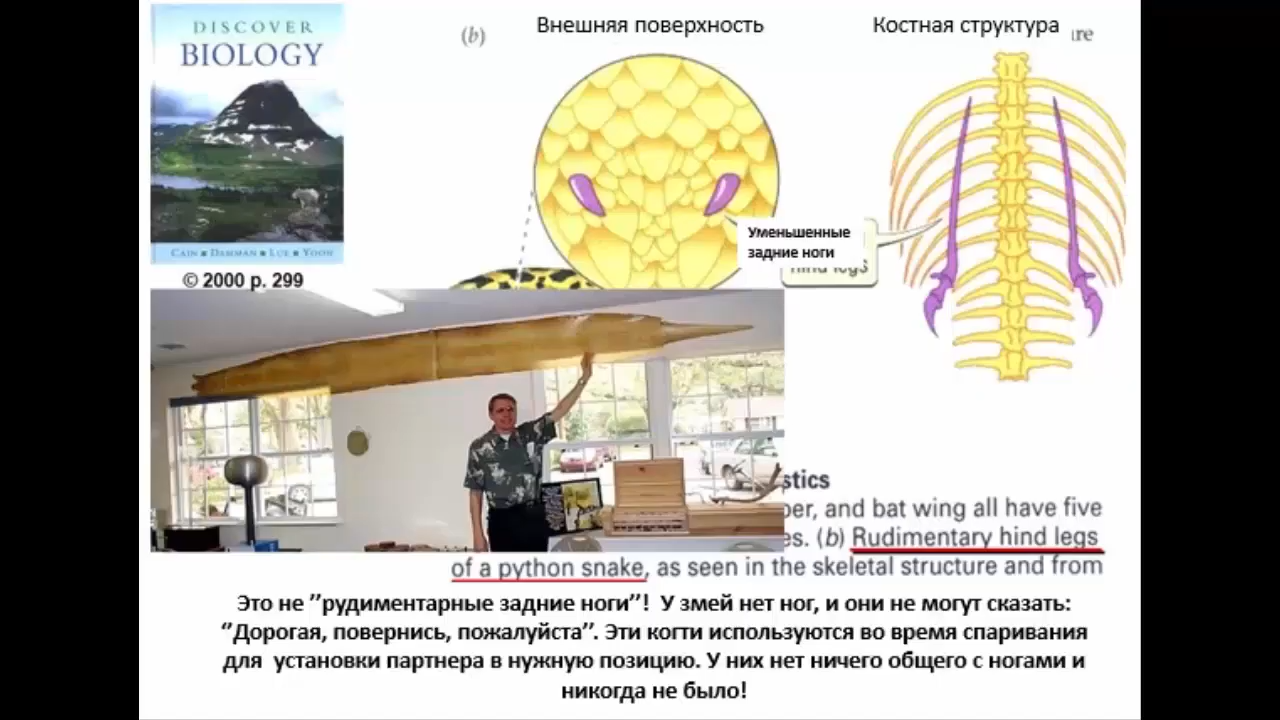 DISCOVER
BIOLOGY
CAIN ■ DAMMAN ■ LUE ■ YOON
© 2000 p. 299
(b)
Внешняя поверхность
Костная структура
Уменьшенные
задние ноги
hind legs
stics
per, and bat wing all have five
es. (b) Rudimentary hind legs
of a python snake, as seen in the skeletal structure and from
Это не ”рудиментарные задние ноги”! У змей нет ног, и они не могут сказать:
“Дорогая, повернись, пожалуйста”. Эти когти используются во время спаривания
для установки партнера в нужную позицию. У них нет ничего общего с ногами и
никогда не было!